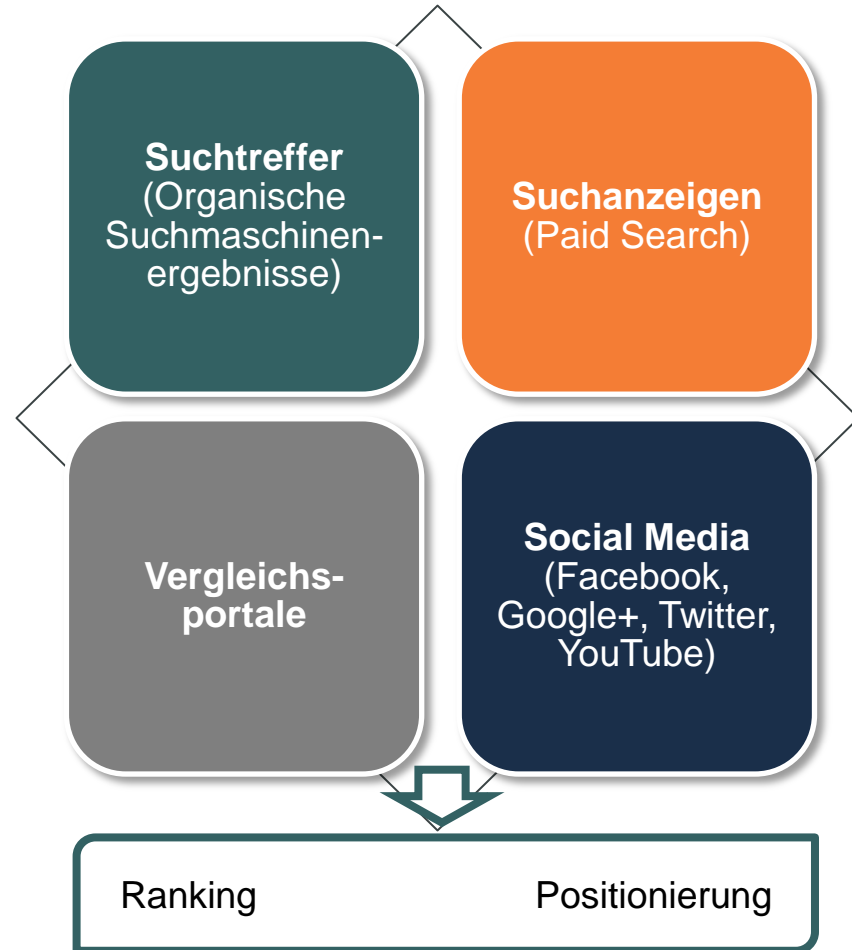 Suchtreffer
(Organische
Suchmaschinen-
ergebnisse)
Suchanzeigen
(Paid Search)
Vergleichs-
portale
Social Media
(Facebook,
Google+, Twitter,
YouTube)
Ranking
Positionierung